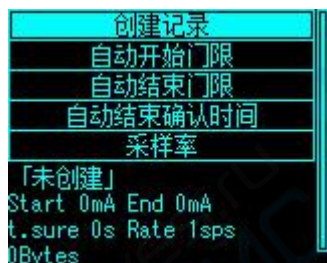 创建记录
自动开始门限
自动结束门限
自动结束确认时间
采样率
「未创建」
Start 0mA End 0mA
t.sure 0s Rate 1sps
0Bytes